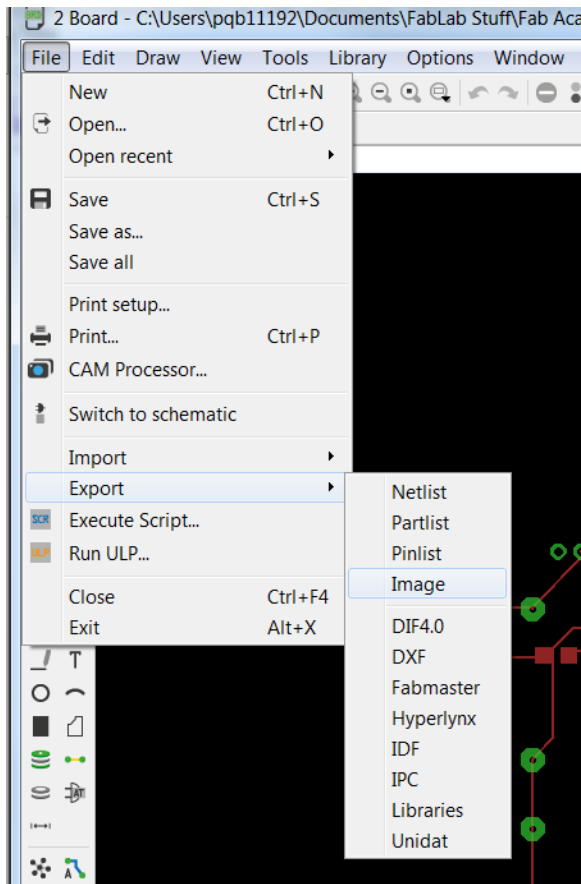 2 Board - C:\Users\pqb11192\Documents\FabLab Stuff\Fab Aca
File Edit Draw View Tools Library Options Window
New Ctrl+N
Open... Ctrl+O
Open recent
Save Ctrl+S
Save as...
Save all
Print setup...
Print... Ctrl+P
CAM Processor...
Switch to schematic
Import
Export
SCR Execute Script...
ULP Run ULP...
Close Ctrl+F4
Exit Alt+X
Netlist
Partlist
Pinlist
Image
DIF4.0
DXF
Fabmaster
Hyperlynx
IDF
IPC
Libraries
Unidat
T
A